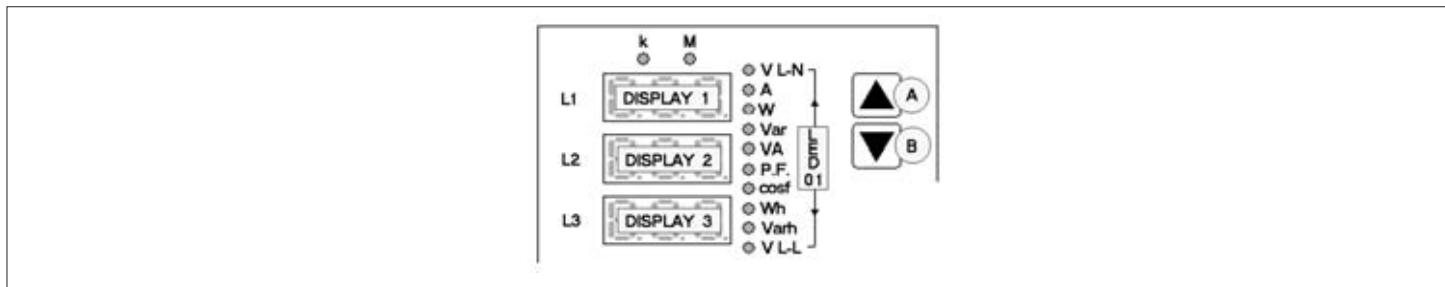 k M
V L-N
A
L1 DISPLAY 1 A
W
Var
L2 DISPLAY 2 VA LED 01 B
P.F.
cosf
Wh
L3 DISPLAY 3 Varh
V L-L